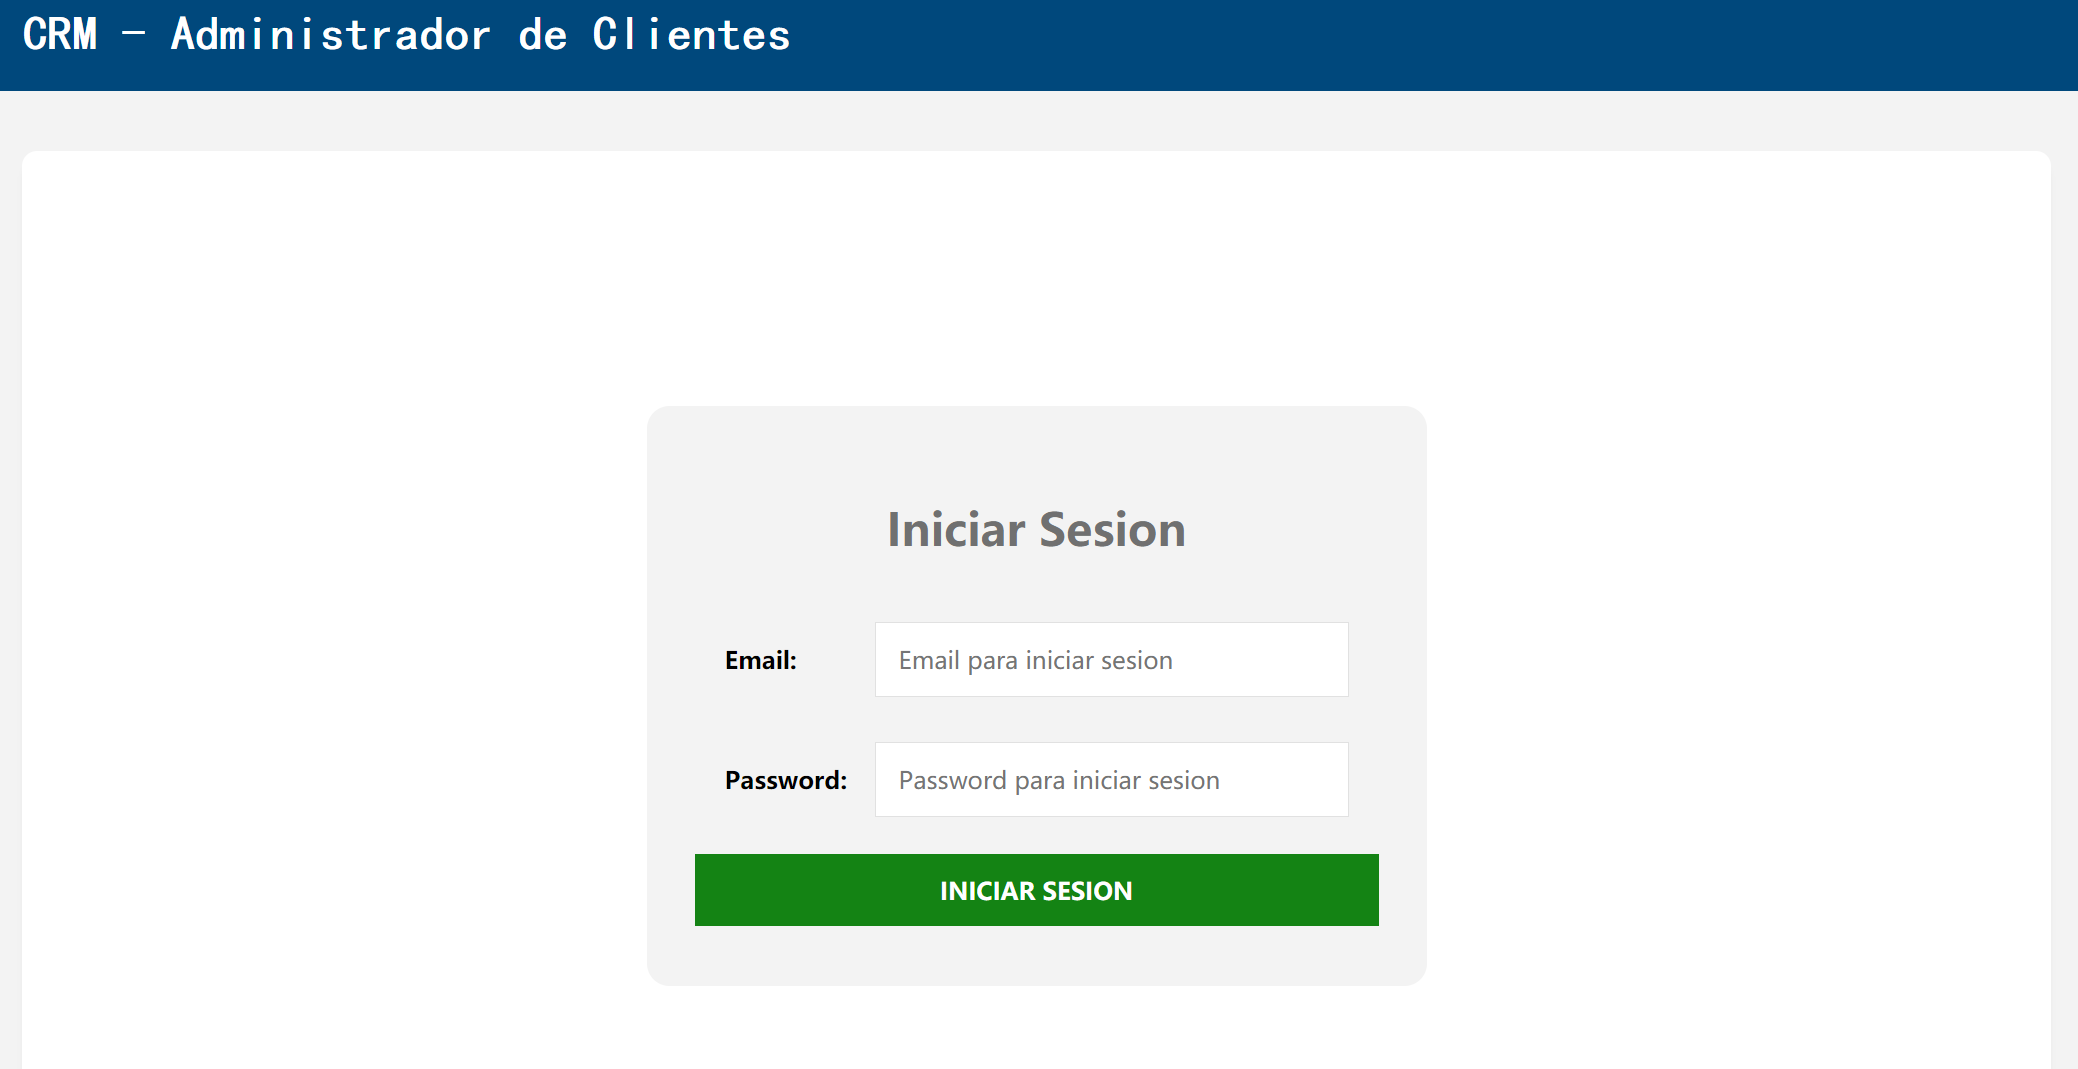 CRM - Administrador de Clientes
Iniciar Sesion
Email: Email para iniciar sesion
Password: Password para iniciar sesion
INICIAR SESION